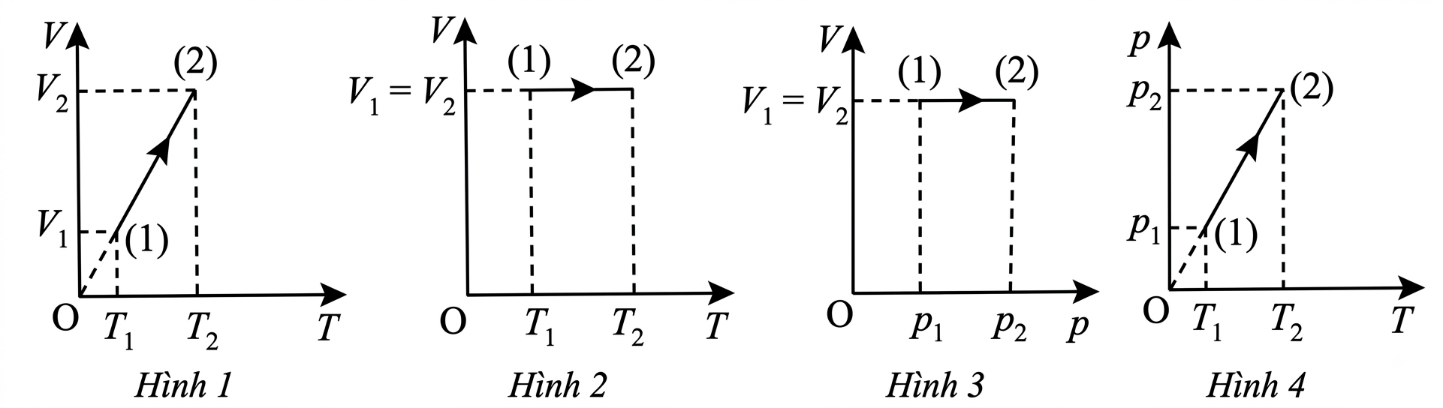 V
(2)
V₂
V₁
(1)
O
T₁
T₂
T
Hình 1
V
(1)
(2)
V₁ = V₂
O
T₁
T₂
T
Hình 2
V
(1)
(2)
V₁ = V₂
O
p₁
p₂
p
Hình 3
p
p₂
(2)
p₁
(1)
O
T₁
T₂
T
Hình 4